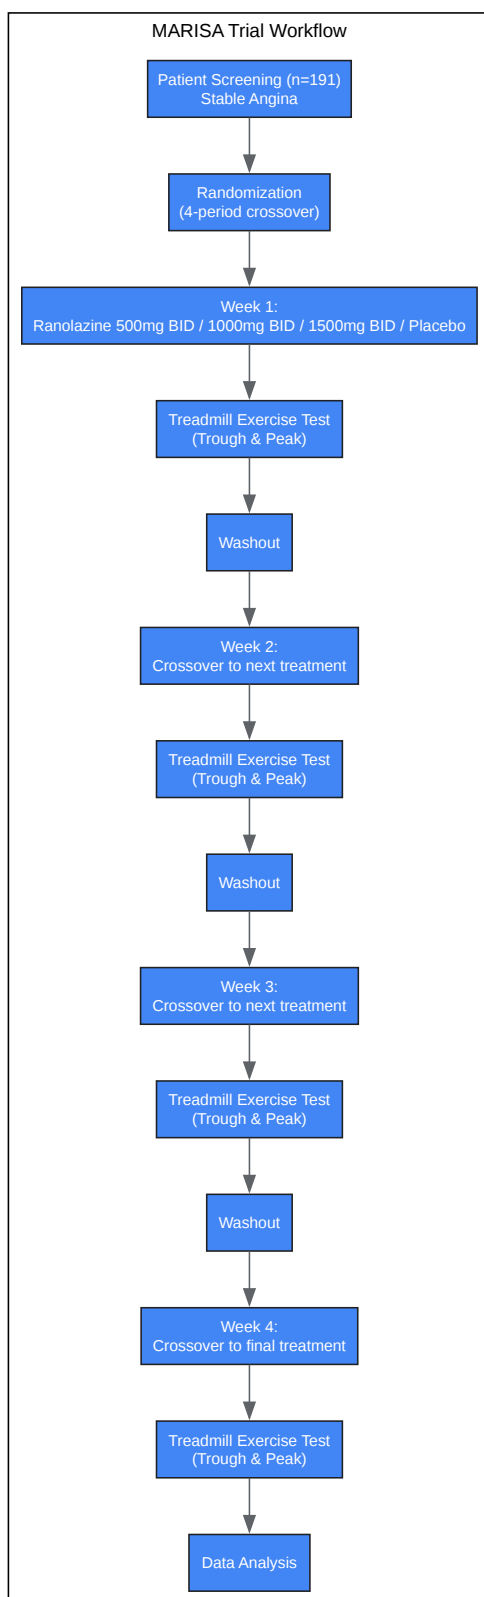 MARISA Trial Workflow
Patient Screening (n=191)
Stable Angina
Randomization
(4-period crossover)
Week 1:
Ranolazine 500mg BID / 1000mg BID / 1500mg BID / Placebo
Treadmill Exercise Test
(Trough & Peak)
Washout
Week 2:
Crossover to next treatment
Treadmill Exercise Test
(Trough & Peak)
Washout
Week 3:
Crossover to next treatment
Treadmill Exercise Test
(Trough & Peak)
Washout
Week 4:
Crossover to final treatment
Treadmill Exercise Test
(Trough & Peak)
Data Analysis